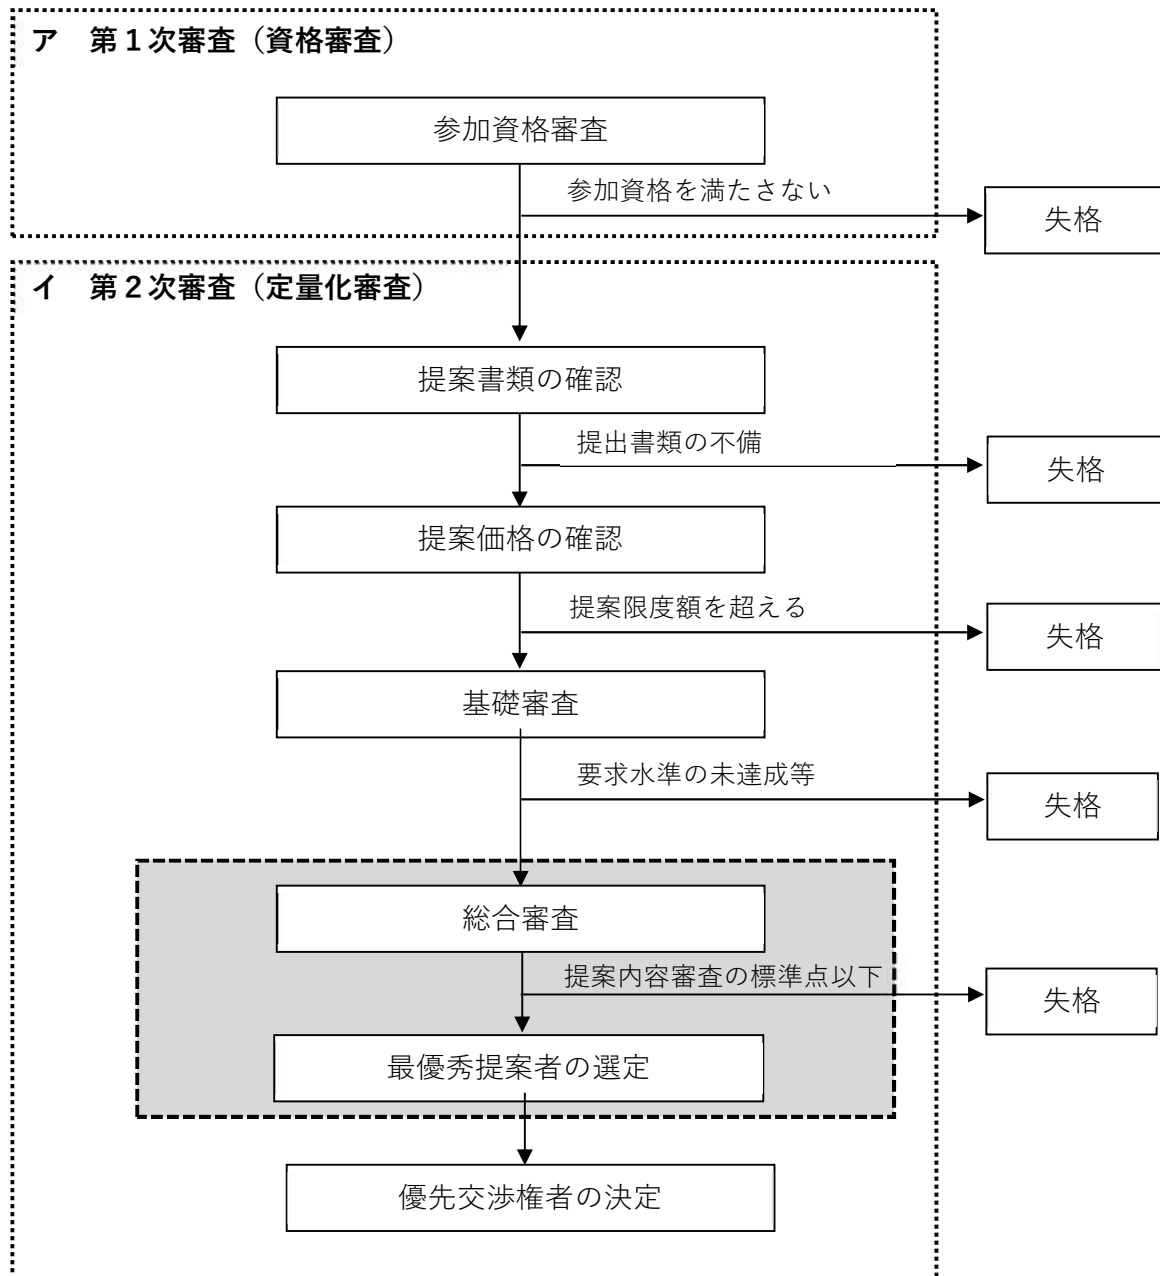 ア 第１次審査（資格審査）
参加資格審査
参加資格を満たさない
失格
イ 第２次審査（定量化審査）
提案書類の確認
提出書類の不備
失格
提案価格の確認
提案限度額を超える
失格
基礎審査
要求水準の未達成等
失格
総合審査
提案内容審査の標準点以下
失格
最優秀提案者の選定
優先交渉権者の決定